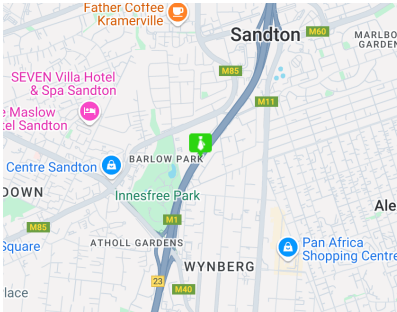 Father Coffee
Kramerville
Sandton
M60
MARLBO
GARDEN
M85
SEVEN Villa Hotel
& Spa Sandton
M11
e Maslow
tel Sandton
BARLOW PARK
Centre Sandton
DOWN
Innesfree Park
Ale
M85
M1
Square
ATHOLL GARDENS
Pan Africa
Shopping Centre
WYNBERG
23
M40
Place